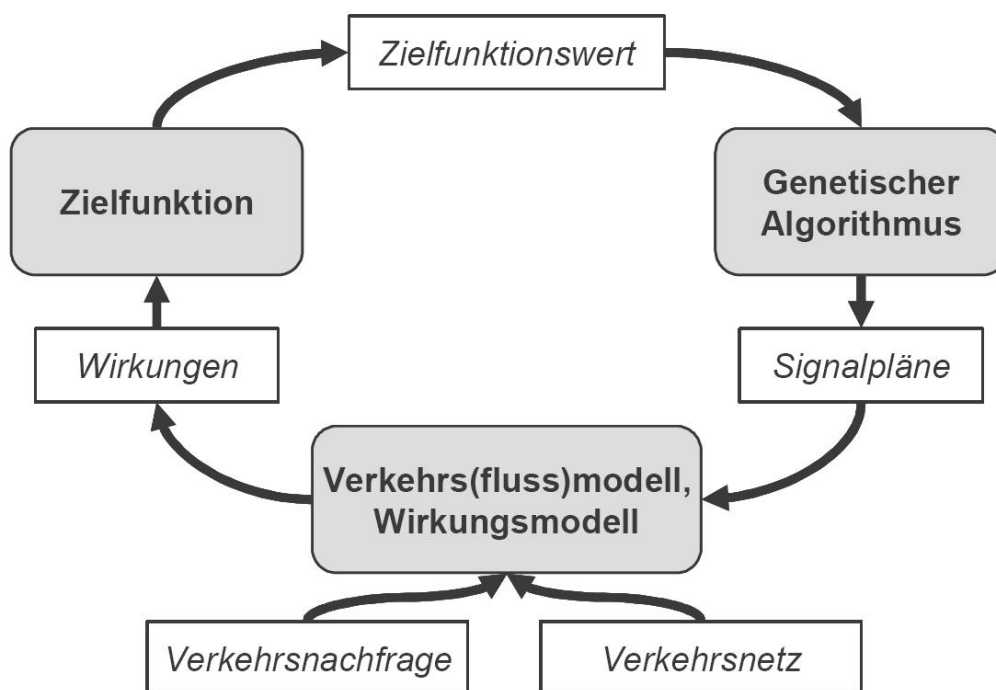 Zielfunktionswert
Zielfunktion
Genetischer
Algorithmus
Wirkungen
Signalpläne
Verkehrs(fluss)modell,
Wirkungsmodell
Verkehrsnachfrage
Verkehrsnetz